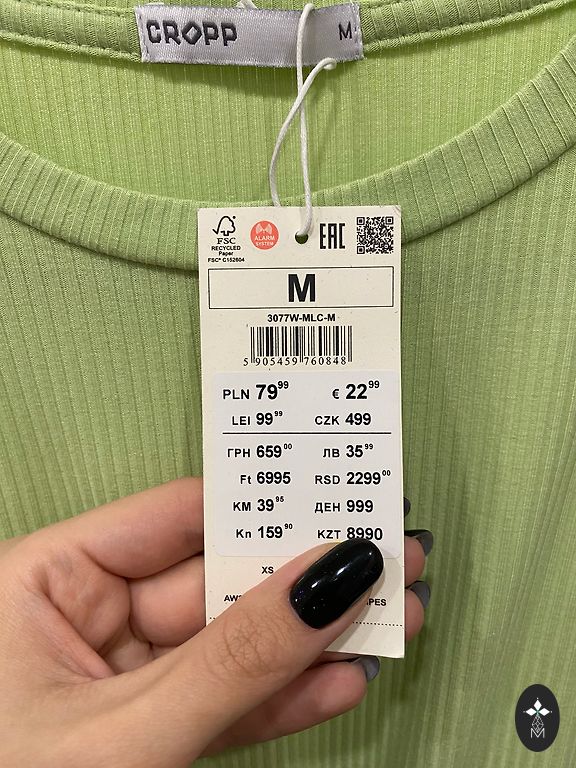 CROPP M
FSC
RECYCLED
Paper
FSC® C152604
ALARM
SYSTEM
EAC
M
3077W-MLC-M
5 905459 760848
PLN 79⁹⁹ € 22⁹⁹
LEI 99⁹⁹ CZK 499
ГРН 659⁰⁰ ЛВ 35⁹⁹
Ft 6995 RSD 2299⁰⁰
KM 39⁹⁵ ДЕН 999
Kn 159⁹⁰ KZT 8990
XS